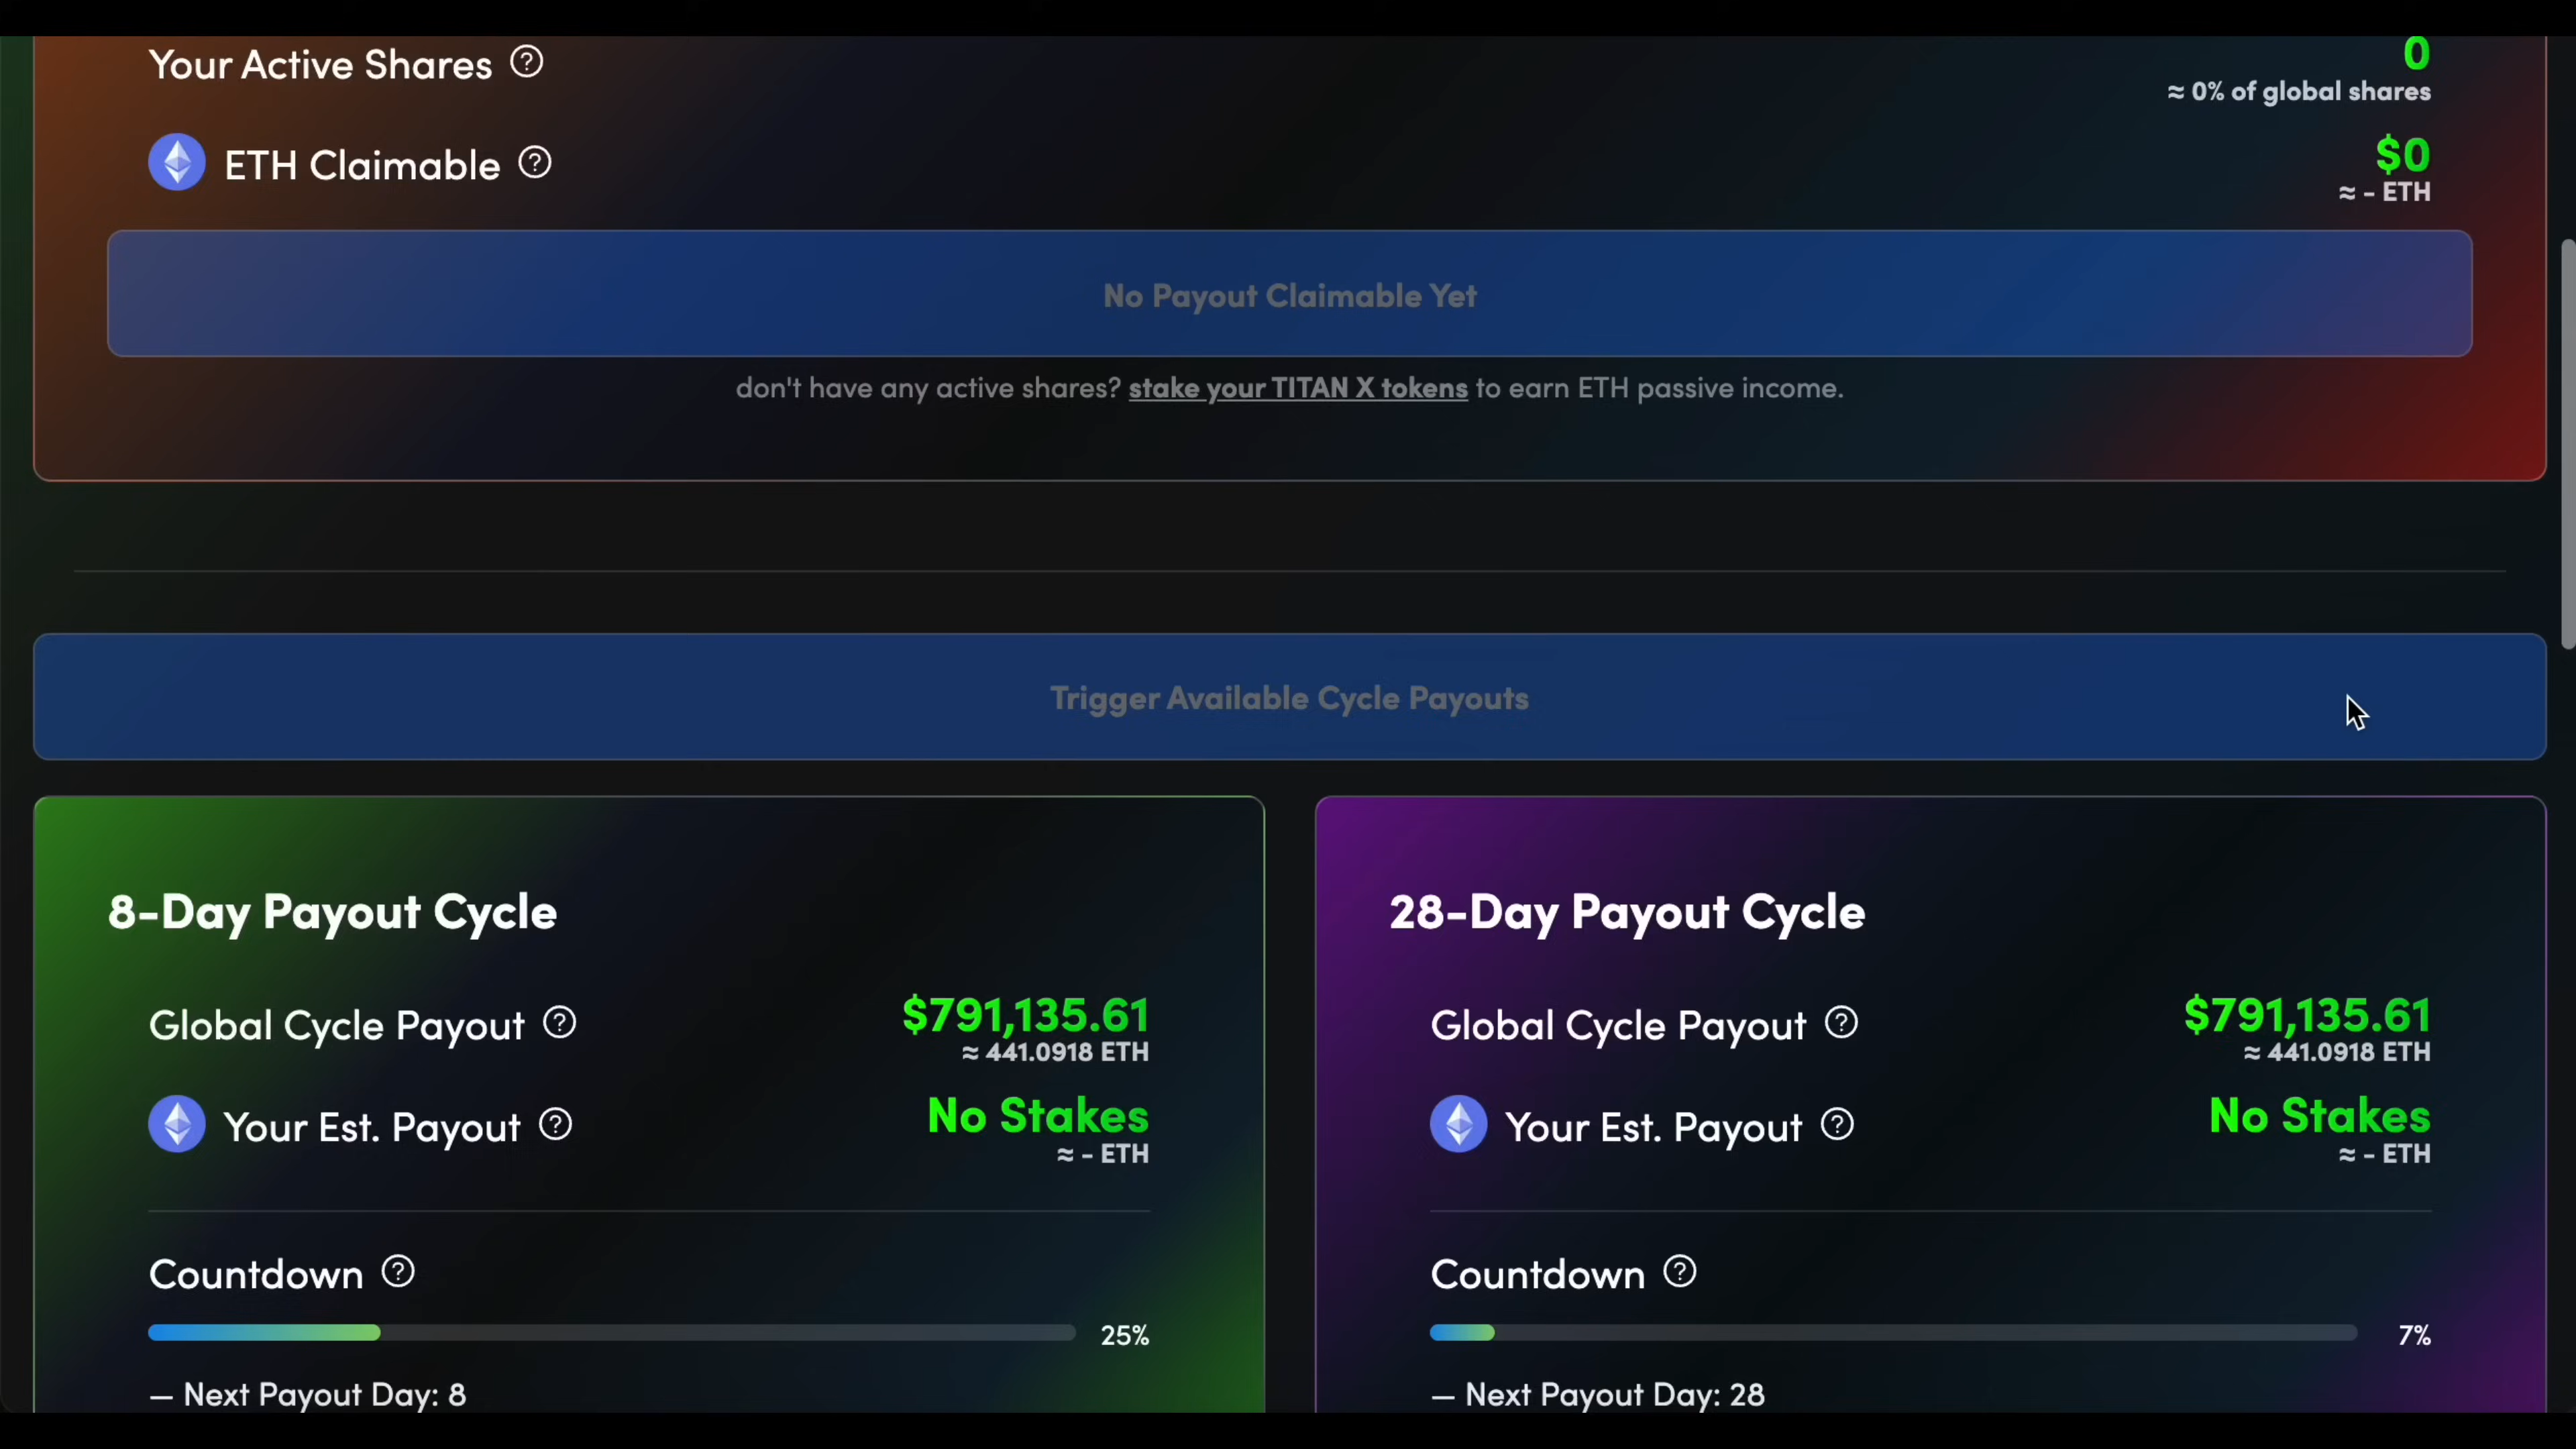 Your Active Shares ?
0
≈ 0% of global shares
ETH Claimable ?
$0
≈ - ETH
No Payout Claimable Yet
don't have any active shares? stake your TITAN X tokens to earn ETH passive income.
Trigger Available Cycle Payouts
8-Day Payout Cycle
Global Cycle Payout ?
$791,135.61
≈ 441.0918 ETH
Your Est. Payout ?
No Stakes
≈ - ETH
Countdown ?
25%
— Next Payout Day: 8
28-Day Payout Cycle
Global Cycle Payout ?
$791,135.61
≈ 441.0918 ETH
Your Est. Payout ?
No Stakes
≈ - ETH
Countdown ?
7%
— Next Payout Day: 28